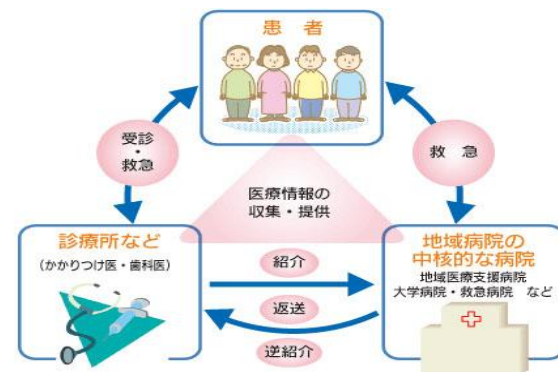 患 者
受診
・
救急
救 急
医療情報の
収集・提供
診療所など
(かかりつけ医・歯科医)
紹介
返送
逆紹介
地域病院の
中核的な病院
地域医療支援病院
大学病院・救急病院 など